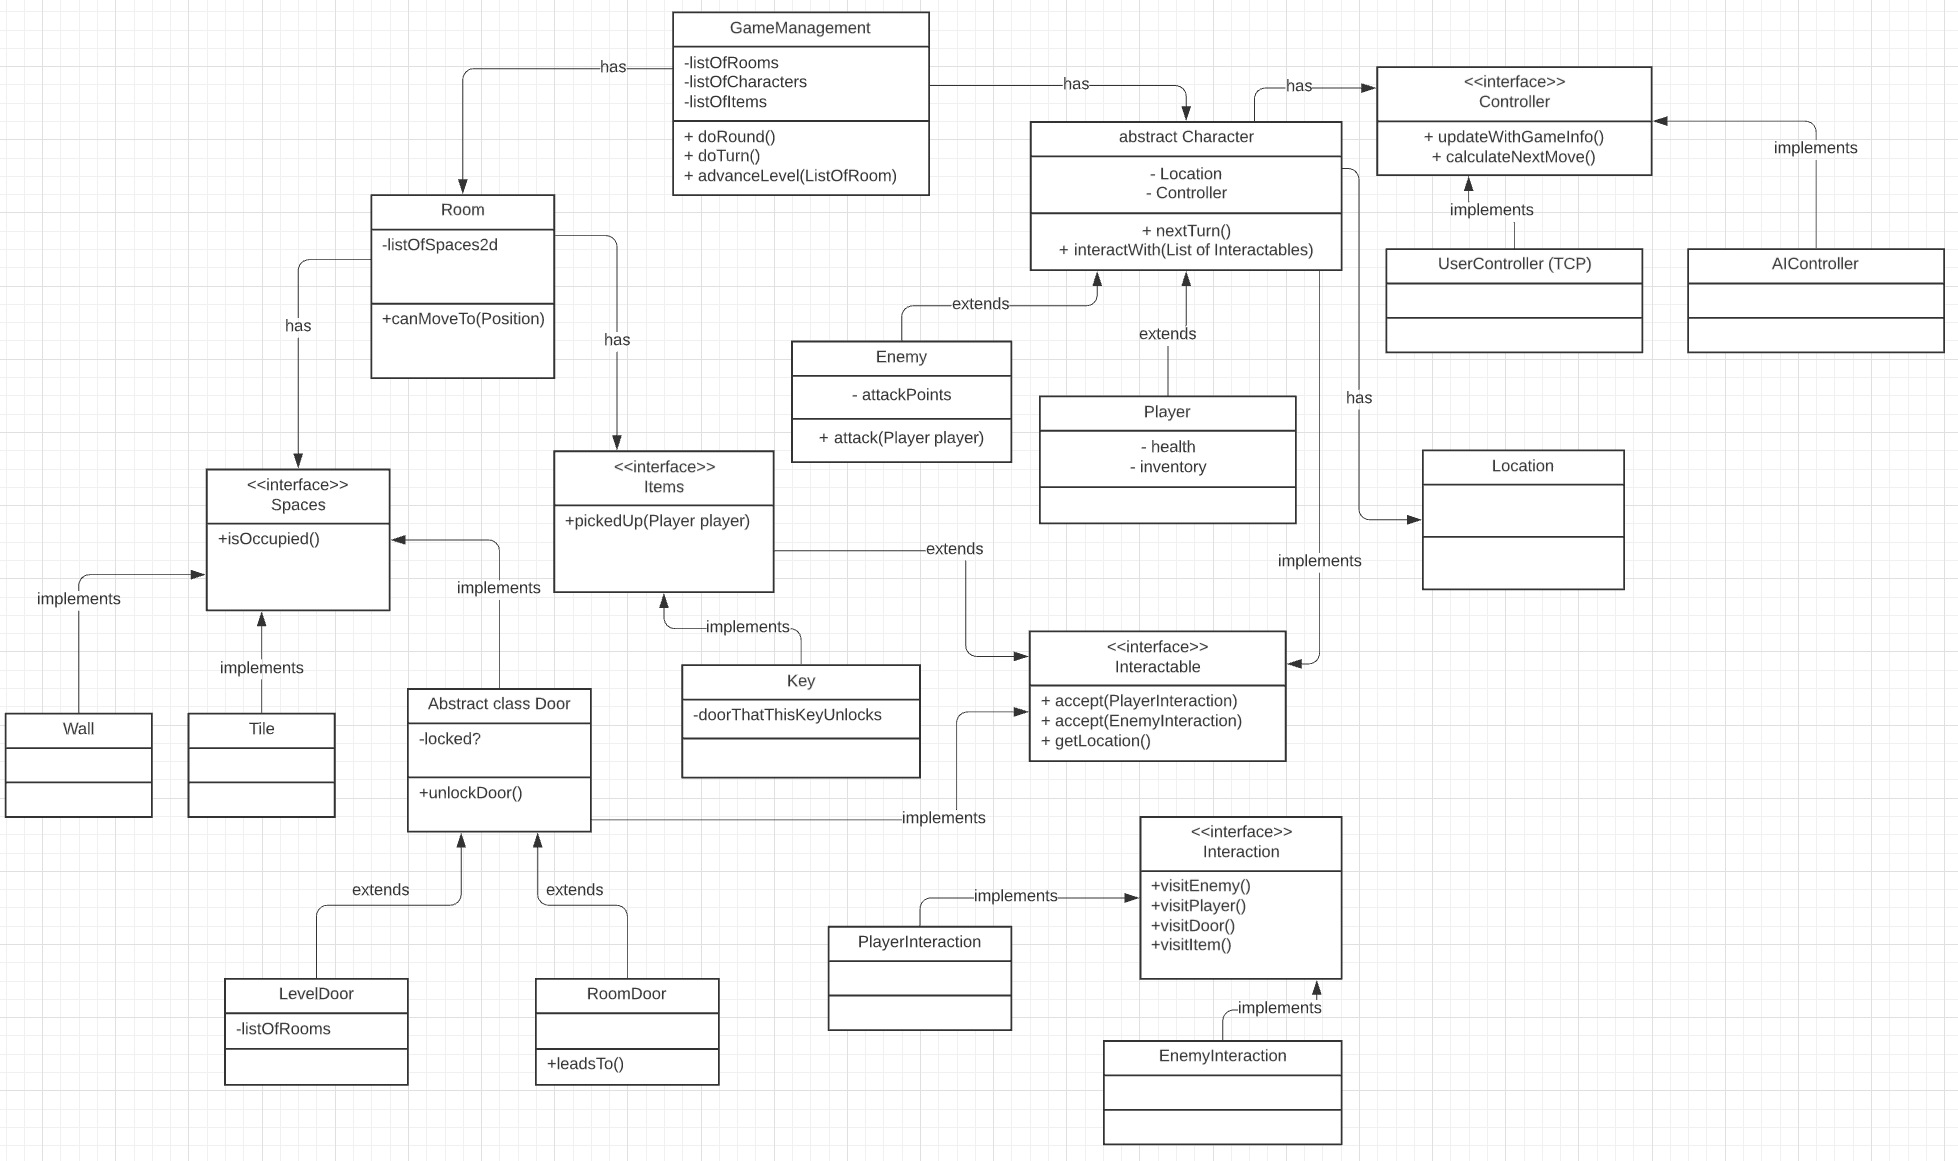 GameManagement
-listOfRooms
-listOfCharacters
-listOfItems
+ doRound()
+ doTurn()
+ advanceLevel(ListOfRoom)
has
has
has
<<interface>>
Controller
+ updateWithGameInfo()
+ calculateNextMove()
implements
implements
abstract Character
- Location
- Controller
+ nextTurn()
+ interactWith(List of Interactables)
Room
-listOfSpaces2d
+canMoveTo(Position)
UserController (TCP)
AIController
has
has
extends
extends
has
implements
Enemy
- attackPoints
+ attack(Player player)
Player
- health
- inventory
Location
<<interface>>
Spaces
+isOccupied()
<<interface>>
Items
+pickedUp(Player player)
extends
implements
implements
implements
implements
<<interface>>
Interactable
+ accept(PlayerInteraction)
+ accept(EnemyInteraction)
+ getLocation()
Wall
Tile
Abstract class Door
-locked?
+unlockDoor()
Key
-doorThatThisKeyUnlocks
implements
extends
extends
<<interface>>
Interaction
+visitEnemy()
+visitPlayer()
+visitDoor()
+visitItem()
implements
PlayerInteraction
LevelDoor
-listOfRooms
RoomDoor
+leadsTo()
implements
EnemyInteraction